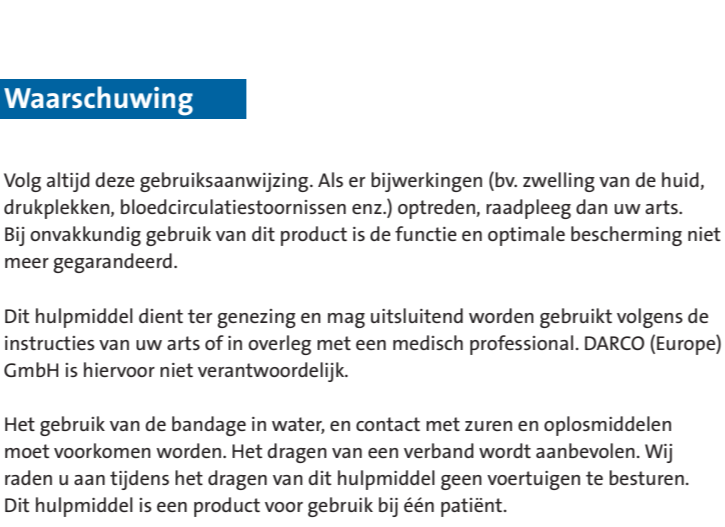 Waarschuwing
Volg altijd deze gebruiksaanwijzing. Als er bijwerkingen (bv. zwelling van de huid,
drukplekken, bloedcirculatiestoornissen enz.) optreden, raadpleeg dan uw arts.
Bij onvakkundig gebruik van dit product is de functie en optimale bescherming niet
meer gegarandeerd.
Dit hulpmiddel dient ter genezing en mag uitsluitend worden gebruikt volgens de
instructies van uw arts of in overleg met een medisch professional. DARCO (Europe)
GmbH is hiervoor niet verantwoordelijk.
Het gebruik van de bandage in water, en contact met zuren en oplosmiddelen
moet voorkomen worden. Het dragen van een verband wordt aanbevolen. Wij
raden u aan tijdens het dragen van dit hulpmiddel geen voertuigen te besturen.
Dit hulpmiddel is een product voor gebruik bij één patiënt.